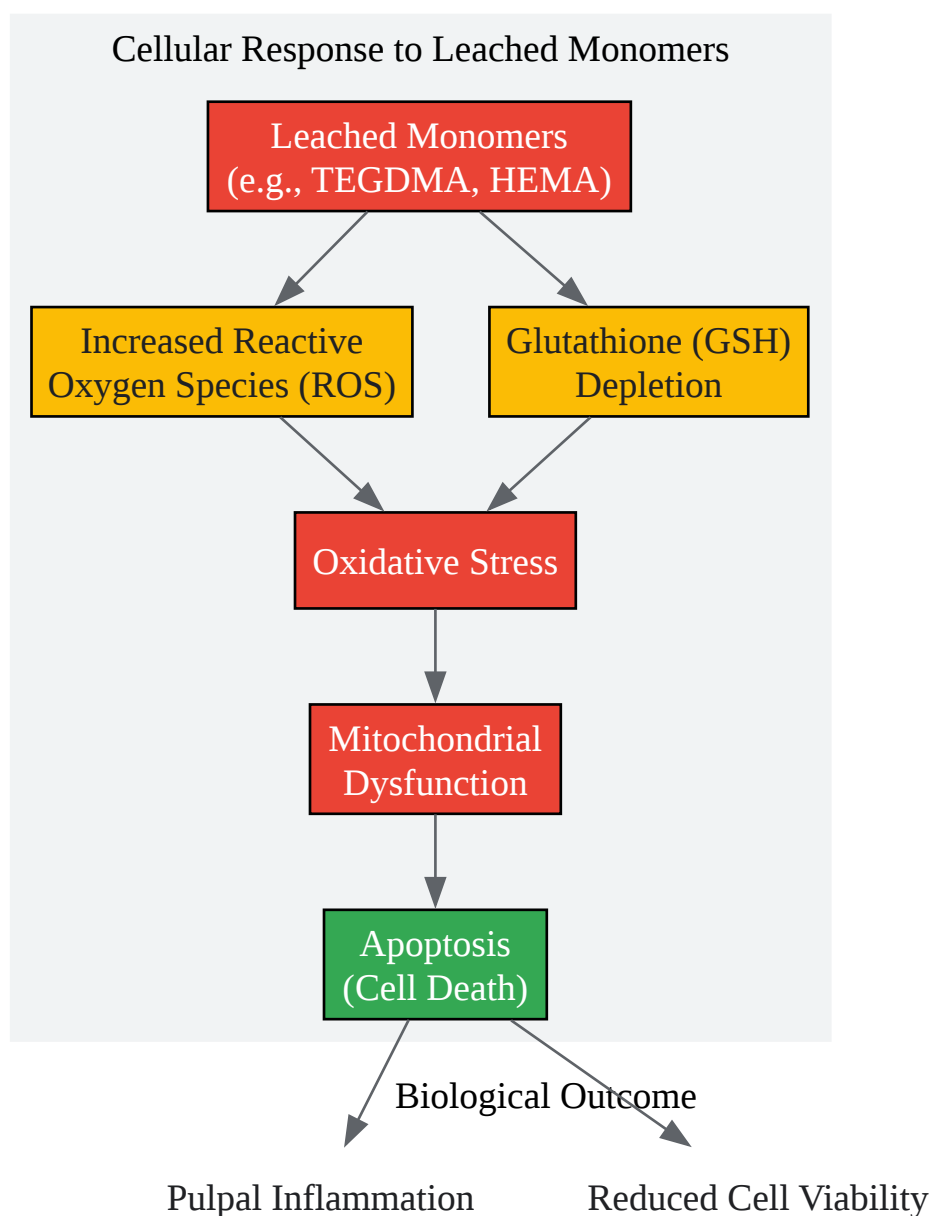 Cellular Response to Leached Monomers
Leached Monomers
(e.g., TEGDMA, HEMA)
Increased Reactive
Oxygen Species (ROS)
Glutathione (GSH)
Depletion
Oxidative Stress
Mitochondrial
Dysfunction
Apoptosis
(Cell Death)
Biological Outcome
Pulpal Inflammation
Reduced Cell Viability